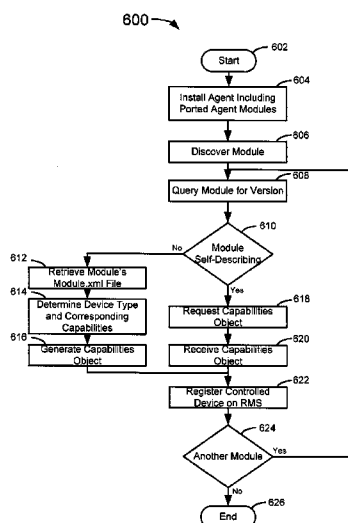 600
602
Start
604
Install Agent Including
Ported Agent Modules
606
Discover Module
608
Query Module for Version
610
Module
Self-Describing
No
Yes
612
Retrieve Module's
Module.xml File
614
Determine Device Type
and Corresponding
Capabilities
616
Generate Capabilities
Object
618
Request Capabilities
Object
620
Receive Capabilities
Object
622
Register Controlled
Device on RMS
624
Another Module
Yes
No
626
End